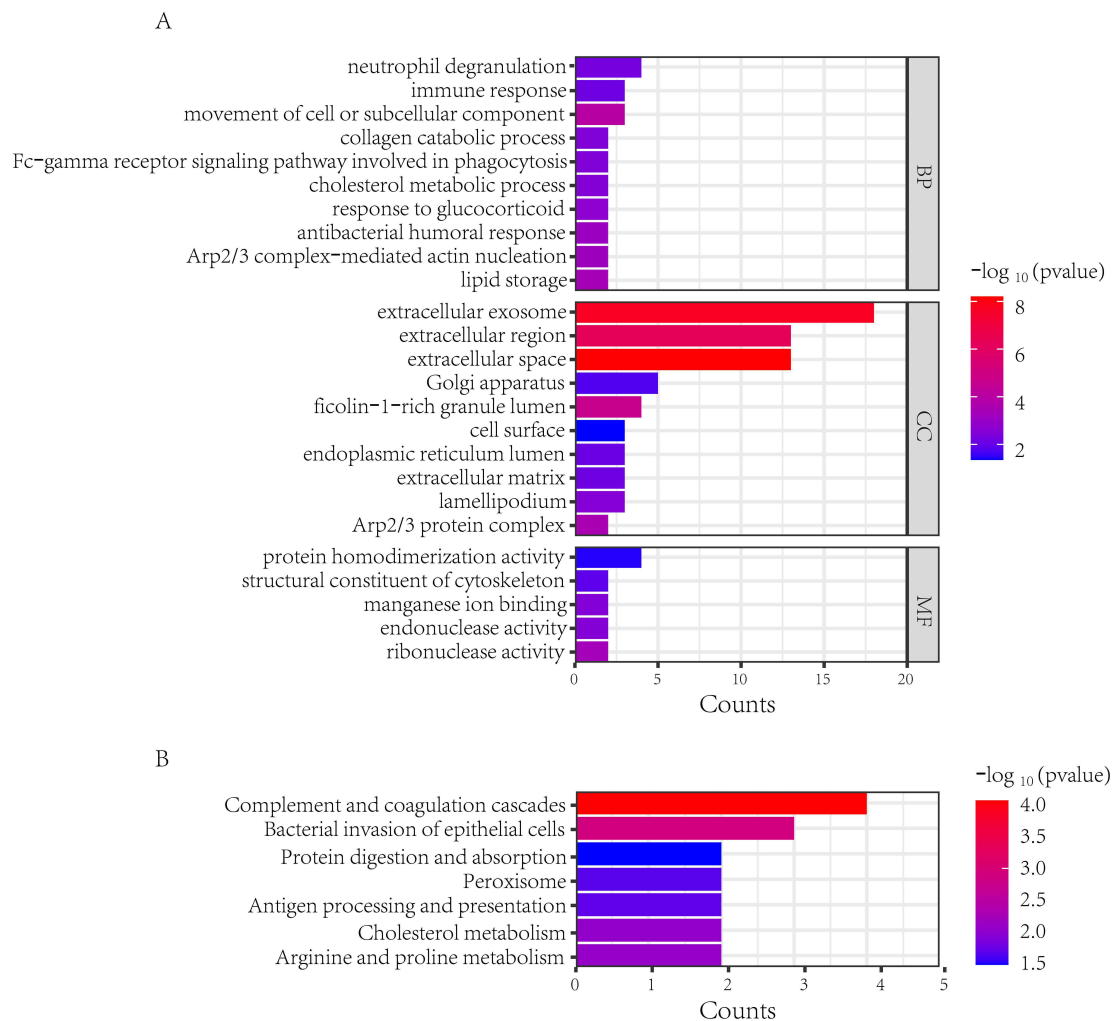 A
neutrophil degranulation
immune response
movement of cell or subcellular component
collagen catabolic process
Fc-gamma receptor signaling pathway involved in phagocytosis
cholesterol metabolic process
response to glucocorticoid
antibacterial humoral response
Arp2/3 complex-mediated actin nucleation
lipid storage
BP
extracellular exosome
extracellular region
extracellular space
Golgi apparatus
ficolin-1-rich granule lumen
cell surface
endoplasmic reticulum lumen
extracellular matrix
lamellipodium
Arp2/3 protein complex
CC
protein homodimerization activity
structural constituent of cytoskeleton
manganese ion binding
endonuclease activity
ribonuclease activity
MF
0 5 10 15 20
Counts
-log 10 (pvalue)
8
6
4
2
B
Complement and coagulation cascades
Bacterial invasion of epithelial cells
Protein digestion and absorption
Peroxisome
Antigen processing and presentation
Cholesterol metabolism
Arginine and proline metabolism
0 1 2 3 4 5
Counts
-log 10 (pvalue)
4.0
3.5
3.0
2.5
2.0
1.5